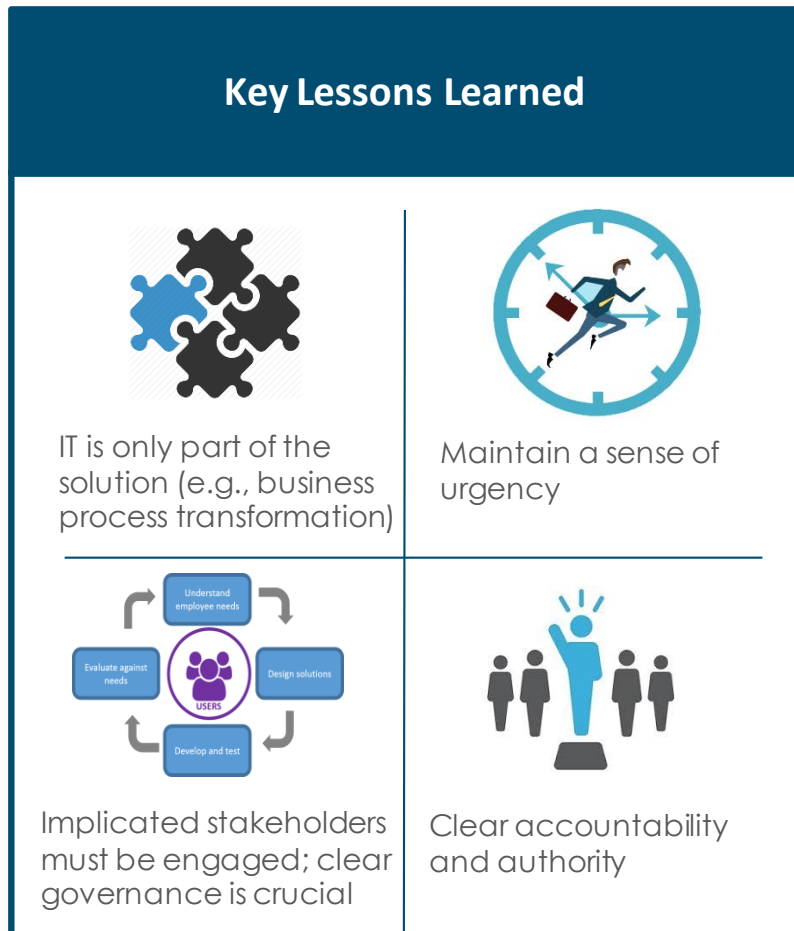 Key Lessons Learned
IT is only part of the
solution (e.g., business
process transformation)
Maintain a sense of
urgency
Understand
employee needs
Evaluate against
needs
Design solutions
USERS
Develop and test
Implicated stakeholders
must be engaged; clear
governance is crucial
Clear accountability
and authority